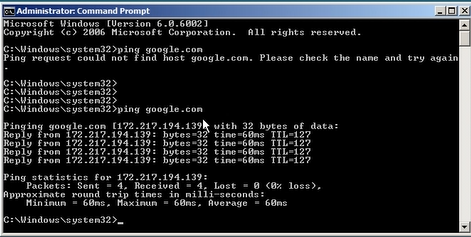 Administrator: Command Prompt
Microsoft Windows [Version 6.0.6002]
Copyright (c) 2006 Microsoft Corporation.  All rights reserved.
C:\Windows\system32>ping google.com
Ping request could not find host google.com. Please check the name and try again
.
C:\Windows\system32>
C:\Windows\system32>
C:\Windows\system32>
C:\Windows\system32>ping google.com
Pinging google.com [172.217.194.139] with 32 bytes of data:
Reply from 172.217.194.139: bytes=32 time=60ms TTL=127
Reply from 172.217.194.139: bytes=32 time=60ms TTL=127
Reply from 172.217.194.139: bytes=32 time=60ms TTL=127
Reply from 172.217.194.139: bytes=32 time=60ms TTL=127
Ping statistics for 172.217.194.139:
Packets: Sent = 4, Received = 4, Lost = 0 (0% loss),
Approximate round trip times in milli-seconds:
Minimum = 60ms, Maximum = 60ms, Average = 60ms
C:\Windows\system32>_